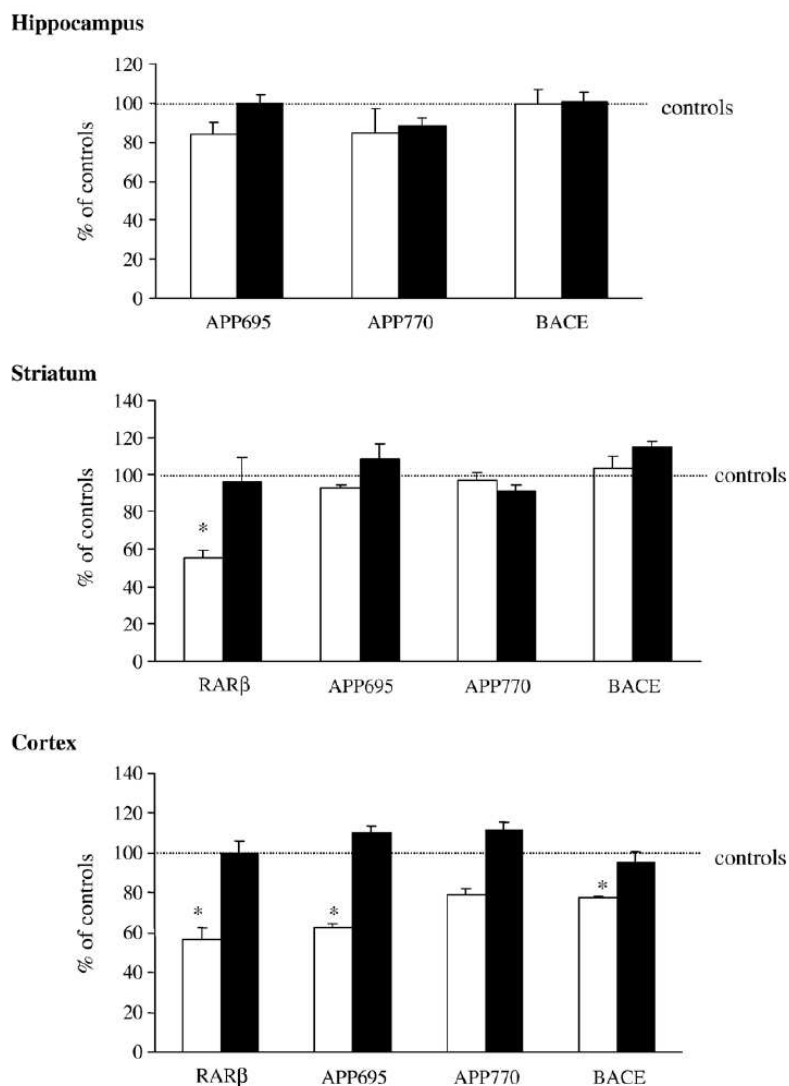 Hippocampus
120
100
80
60
40
20
0
% of controls
controls
APP695 APP770 BACE
Striatum
140
120
100
80
60
40
20
0
% of controls
controls
*
RARβ APP695 APP770 BACE
Cortex
140
120
100
80
60
40
20
0
% of controls
controls
* * *
RARβ APP695 APP770 BACE